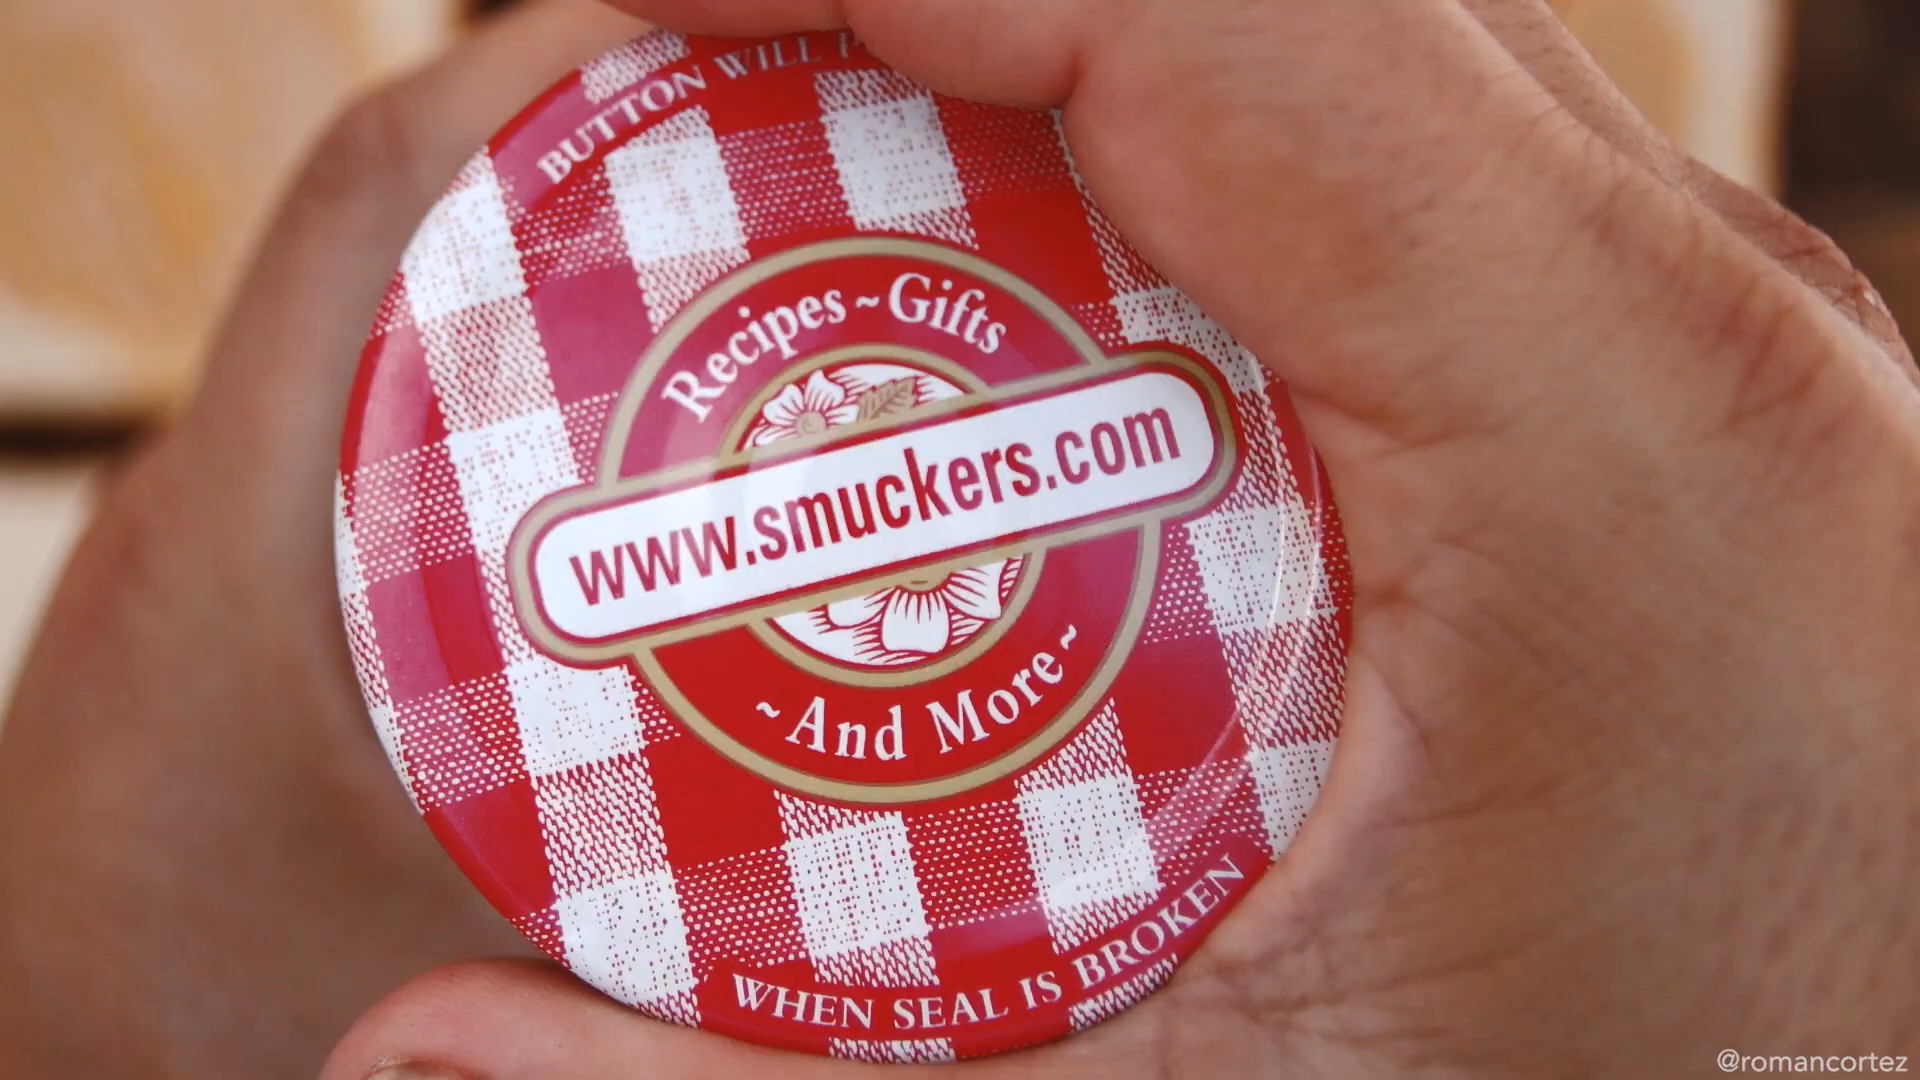 BUTTON WILL
Recipes ~ Gifts
www.smuckers.com
~ And More ~
WHEN SEAL IS BROKEN
@romancortez